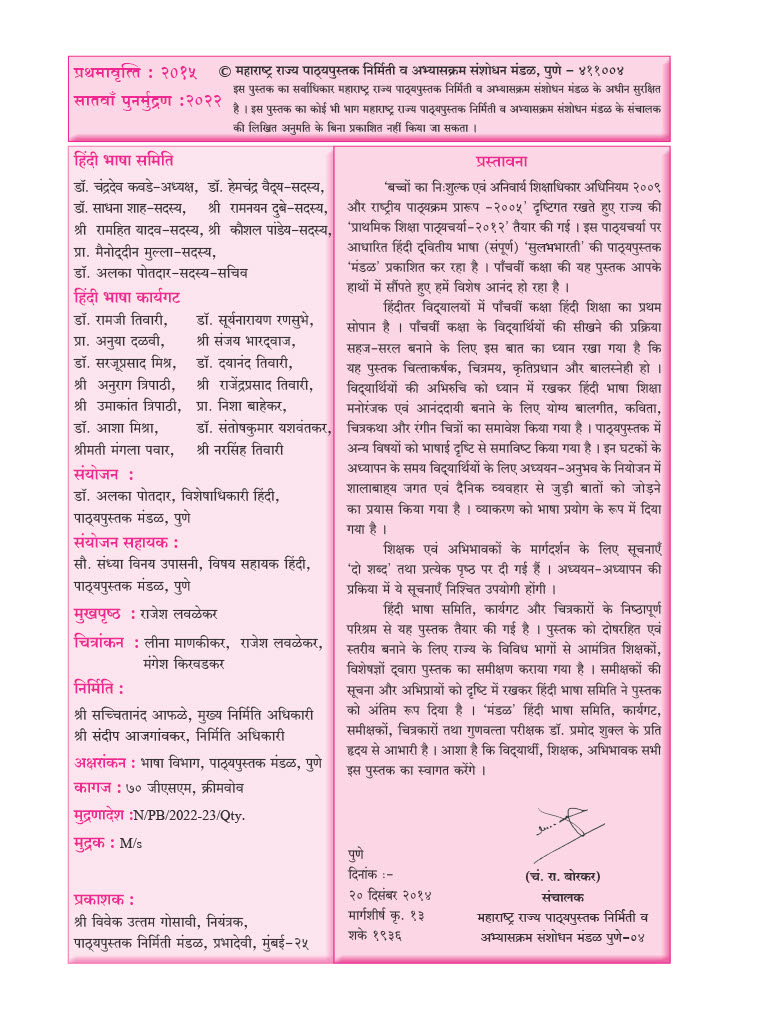 प्रथमावृत्ति : २०१५
सातवाँ पुनर्मुद्रण :२०२२
© महाराष्ट्र राज्य पाठ्यपुस्तक निर्मिती व अभ्यासक्रम संशोधन मंडळ, पुणे – ४११००४
इस पुस्तक का सर्वाधिकार महाराष्ट्र राज्य पाठ्यपुस्तक निर्मिती व अभ्यासक्रम संशोधन मंडळ के अधीन सुरक्षित
है । इस पुस्तक का कोई भी भाग महाराष्ट्र राज्य पाठ्यपुस्तक निर्मिती व अभ्यासक्रम संशोधन मंडळ के संचालक
की लिखित अनुमति के बिना प्रकाशित नहीं किया जा सकता ।
हिंदी भाषा समिति
डॉ. चंद्रदेव कवडे-अध्यक्ष, डॉ. हेमचंद्र वैद्य-सदस्य,
डॉ. साधना शाह-सदस्य, श्री रामनयन दुबे-सदस्य,
श्री रामहित यादव-सदस्य, श्री कौशल पांडेय-सदस्य,
प्रा. मैनोद्दीन मुल्ला-सदस्य,
डॉ. अलका पोतदार-सदस्य-सचिव
हिंदी भाषा कार्यगट
डॉ. रामजी तिवारी, डॉ. सूर्यनारायण रणसुभे,
प्रा. अनुया दळवी, श्री संजय भारद्वाज,
डॉ. सरजूप्रसाद मिश्र, डॉ. दयानंद तिवारी,
श्री अनुराग त्रिपाठी, श्री राजेंद्रप्रसाद तिवारी,
श्री उमाकांत त्रिपाठी, प्रा. निशा बाहेकर,
डॉ. आशा मिश्रा, डॉ. संतोषकुमार यशवंतकर,
श्रीमती मंगला पवार, श्री नरसिंह तिवारी
संयोजन :
डॉ. अलका पोतदार, विशेषाधिकारी हिंदी,
पाठ्यपुस्तक मंडळ, पुणे
संयोजन सहायक :
सौ. संध्या विनय उपासनी, विषय सहायक हिंदी,
पाठ्यपुस्तक मंडळ, पुणे
मुखपृष्ठ : राजेश लवळेकर
चित्रांकन : लीना माणकीकर, राजेश लवळेकर,
मंगेश किरवडकर
निर्मिति :
श्री सच्चितानंद आफळे, मुख्य निर्मिति अधिकारी
श्री संदीप आजगांवकर, निर्मिति अधिकारी
अक्षरांकन : भाषा विभाग, पाठ्यपुस्तक मंडळ, पुणे
कागज : ७० जीएसएम, क्रीमवोव
मुद्रणादेश :N/PB/2022-23/Qty.
मुद्रक : M/s
प्रकाशक :
श्री विवेक उत्तम गोसावी, नियंत्रक,
पाठ्यपुस्तक निर्मिती मंडळ, प्रभादेवी, मुंबई-२५
प्रस्तावना
‘बच्चों का निःशुल्क एवं अनिवार्य शिक्षाधिकार अधिनियम २००९
और राष्ट्रीय पाठ्यक्रम प्रारूप -२००५’ दृष्टिगत रखते हुए राज्य की
‘प्राथमिक शिक्षा पाठ्यचर्या-२०१२’ तैयार की गई । इस पाठ्यचर्या पर
आधारित हिंदी द्वितीय भाषा (संपूर्ण) ‘सुलभभारती’ की पाठ्यपुस्तक
‘मंडळ’ प्रकाशित कर रहा है । पाँचवीं कक्षा की यह पुस्तक आपके
हाथों में सौंपते हुए हमें विशेष आनंद हो रहा है ।
हिंदीतर विद्यालयों में पाँचवीं कक्षा हिंदी शिक्षा का प्रथम
सोपान है । पाँचवीं कक्षा के विद्यार्थियों की सीखने की प्रक्रिया
सहज-सरल बनाने के लिए इस बात का ध्यान रखा गया है कि
यह पुस्तक चित्ताकर्षक, चित्रमय, कृतिप्रधान और बालस्नेही हो ।
विद्यार्थियों की अभिरुचि को ध्यान में रखकर हिंदी भाषा शिक्षा
मनोरंजक एवं आनंददायी बनाने के लिए योग्य बालगीत, कविता,
चित्रकथा और रंगीन चित्रों का समावेश किया गया है । पाठ्यपुस्तक में
अन्य विषयों को भाषाई दृष्टि से समाविष्ट किया गया है । इन घटकों के
अध्यापन के समय विद्यार्थियों के लिए अध्ययन-अनुभव के नियोजन में
शालाबाह्य जगत एवं दैनिक व्यवहार से जुड़ी बातों को जोड़ने
का प्रयास किया गया है । व्याकरण को भाषा प्रयोग के रूप में दिया
गया है ।
शिक्षक एवं अभिभावकों के मार्गदर्शन के लिए सूचनाएँ
‘दो शब्द’ तथा प्रत्येक पृष्ठ पर दी गई हैं । अध्ययन-अध्यापन की
प्रकिया में ये सूचनाएँ निश्चित उपयोगी होंगी ।
हिंदी भाषा समिति, कार्यगट और चित्रकारों के निष्ठापूर्ण
परिश्रम से यह पुस्तक तैयार की गई है । पुस्तक को दोषरहित एवं
स्तरीय बनाने के लिए राज्य के विविध भागों से आमंत्रित शिक्षकों,
विशेषज्ञों द्वारा पुस्तक का समीक्षण कराया गया है । समीक्षकों की
सूचना और अभिप्रायों को दृष्टि में रखकर हिंदी भाषा समिति ने पुस्तक
को अंतिम रूप दिया है । ‘मंडळ’ हिंदी भाषा समिति, कार्यगट,
समीक्षकों, चित्रकारों तथा गुणवत्ता परीक्षक डॉ. प्रमोद शुक्ल के प्रति
हृदय से आभारी है । आशा है कि विद्यार्थी, शिक्षक, अभिभावक सभी
इस पुस्तक का स्वागत करेंगे ।
पुणे
दिनांक :-
२० दिसंबर २०१४
मार्गशीर्ष कृ. १३
शके १९३६
(चं. रा. बोरकर)
संचालक
महाराष्ट्र राज्य पाठ्यपुस्तक निर्मिती व
अभ्यासक्रम संशोधन मंडळ पुणे-०४